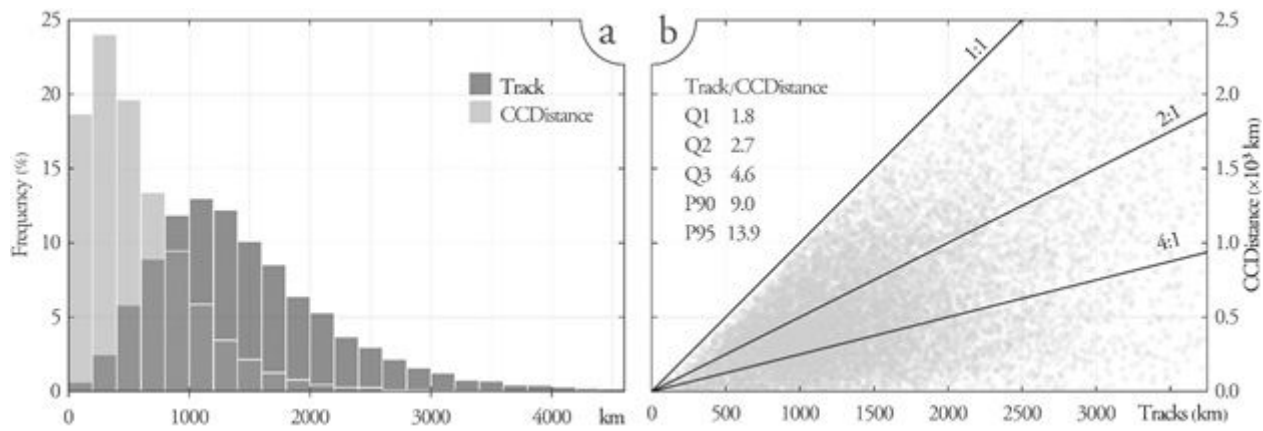 25
20
15
10
5
0
Frequency (%)
0 1000 2000 3000 4000 km
a
Track
CCDistance
b
Track/CCDistance
Q1 1.8
Q2 2.7
Q3 4.6
P90 9.0
P95 13.9
1:1
2:1
4:1
2.5
2.0
1.5
1.0
0.5
0.0
CCDistance (×10³ km)
0 500 1000 1500 2000 2500 3000 Tracks (km)